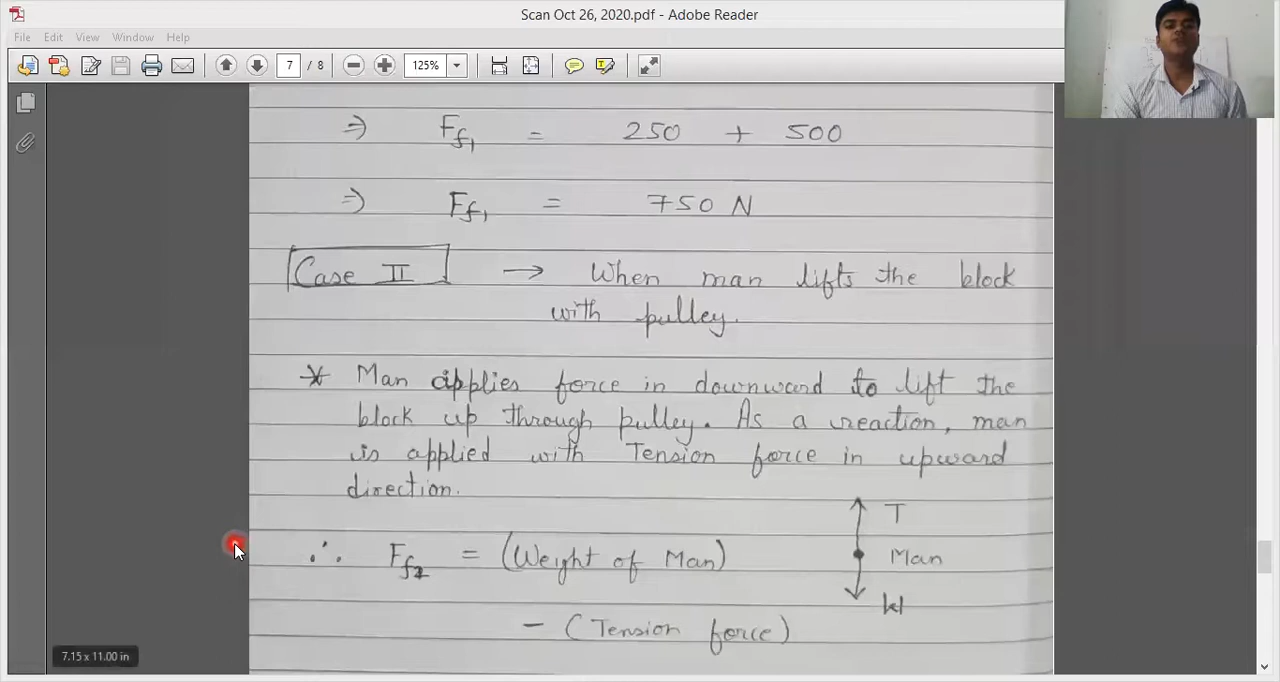 Scan Oct 26, 2020.pdf - Adobe Reader
File Edit View Window Help
7 / 8 125%
⇒ Ff1 = 250 + 500
⇒ Ff1 = 750 N
Case II → When man lifts the block
with pulley.
* Man applies force in downward to lift the
block up through pulley. As a reaction, man
is applied with Tension force in upward
direction.
T
∴ Ff2 = (Weight of Man)
Man
W
- (Tension force)
7.15 x 11.00 in